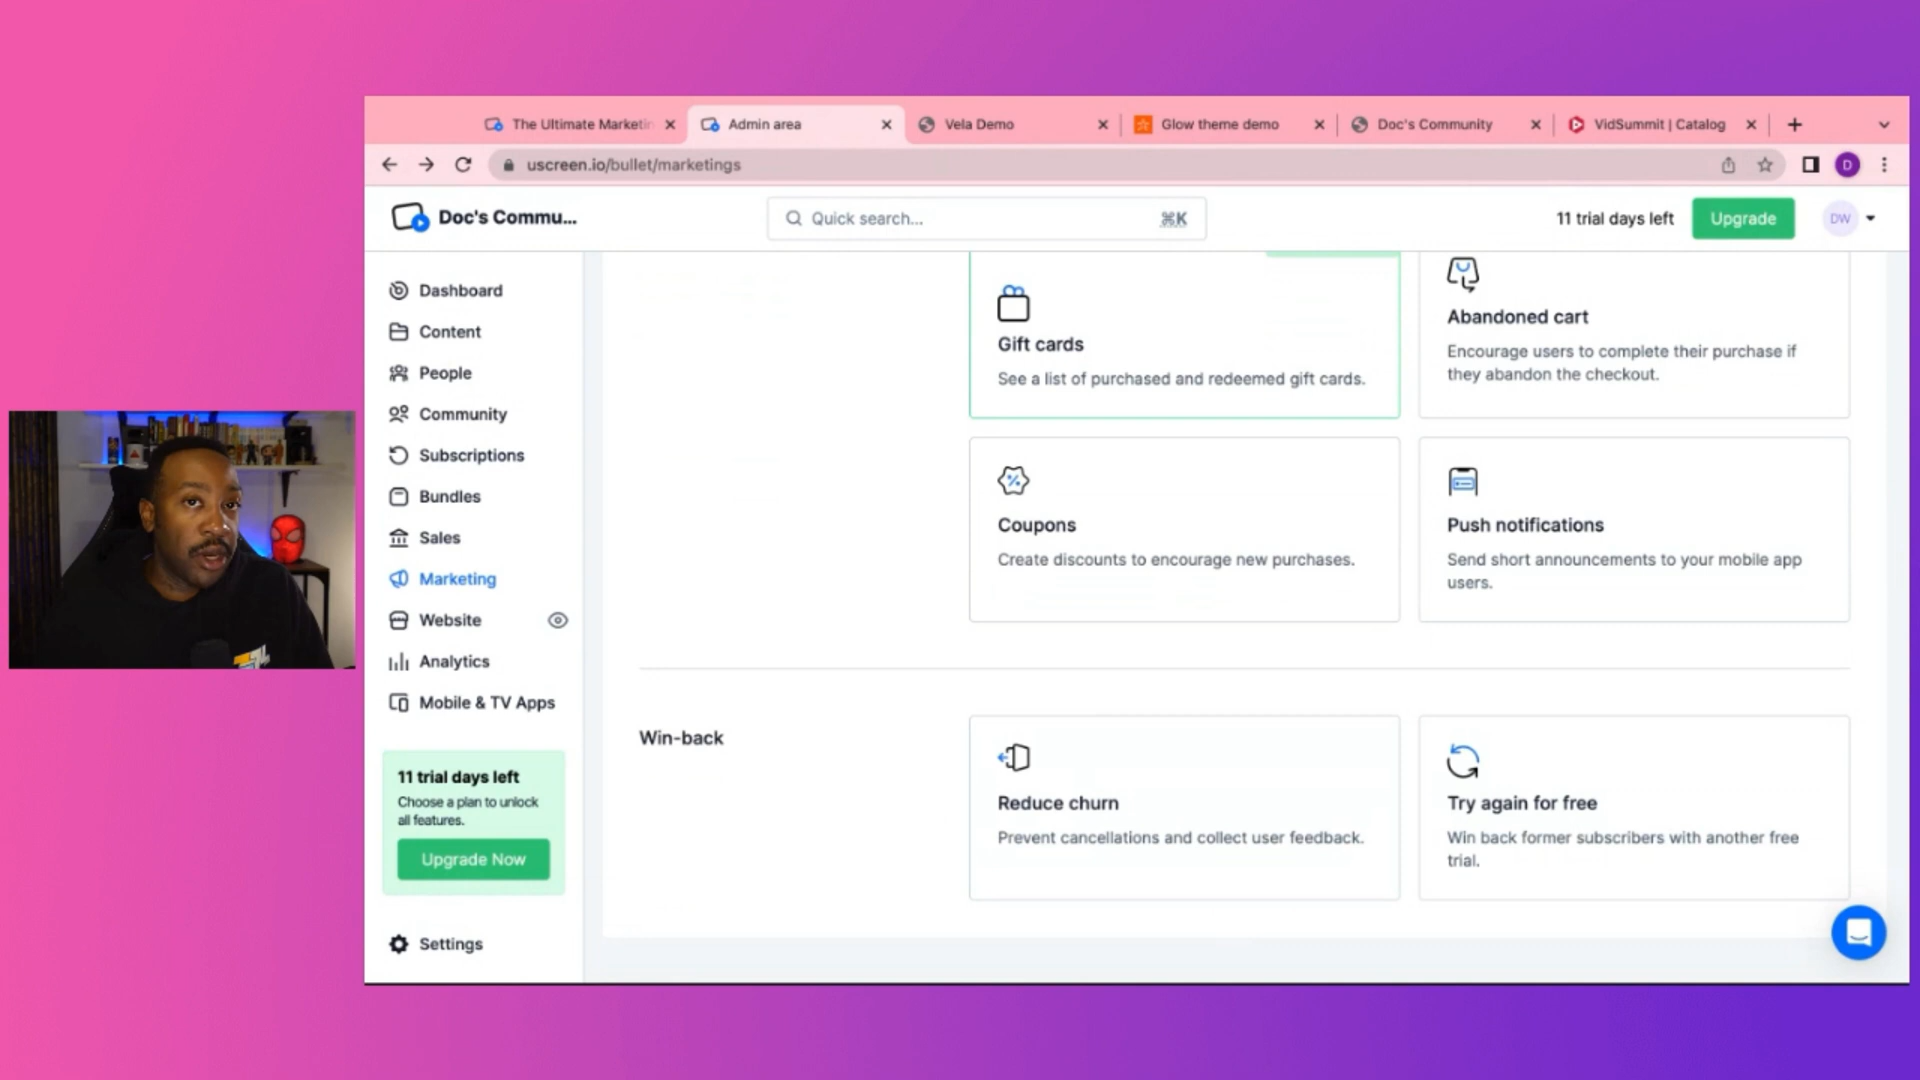 The Ultimate Marketin
Admin area
Vela Demo
Glow theme demo
Doc's Community
VidSummit | Catalog
uscreen.io/bullet/marketings
D
Doc's Commu...
Quick search...
⌘K
11 trial days left
Upgrade
DW
Dashboard
Content
People
Community
Subscriptions
Bundles
Sales
Marketing
Website
Analytics
Mobile & TV Apps
11 trial days left
Choose a plan to unlock
all features.
Upgrade Now
Settings
Gift cards
See a list of purchased and redeemed gift cards.
Abandoned cart
Encourage users to complete their purchase if
they abandon the checkout.
Coupons
Create discounts to encourage new purchases.
Push notifications
Send short announcements to your mobile app
users.
Win-back
Reduce churn
Prevent cancellations and collect user feedback.
Try again for free
Win back former subscribers with another free
trial.